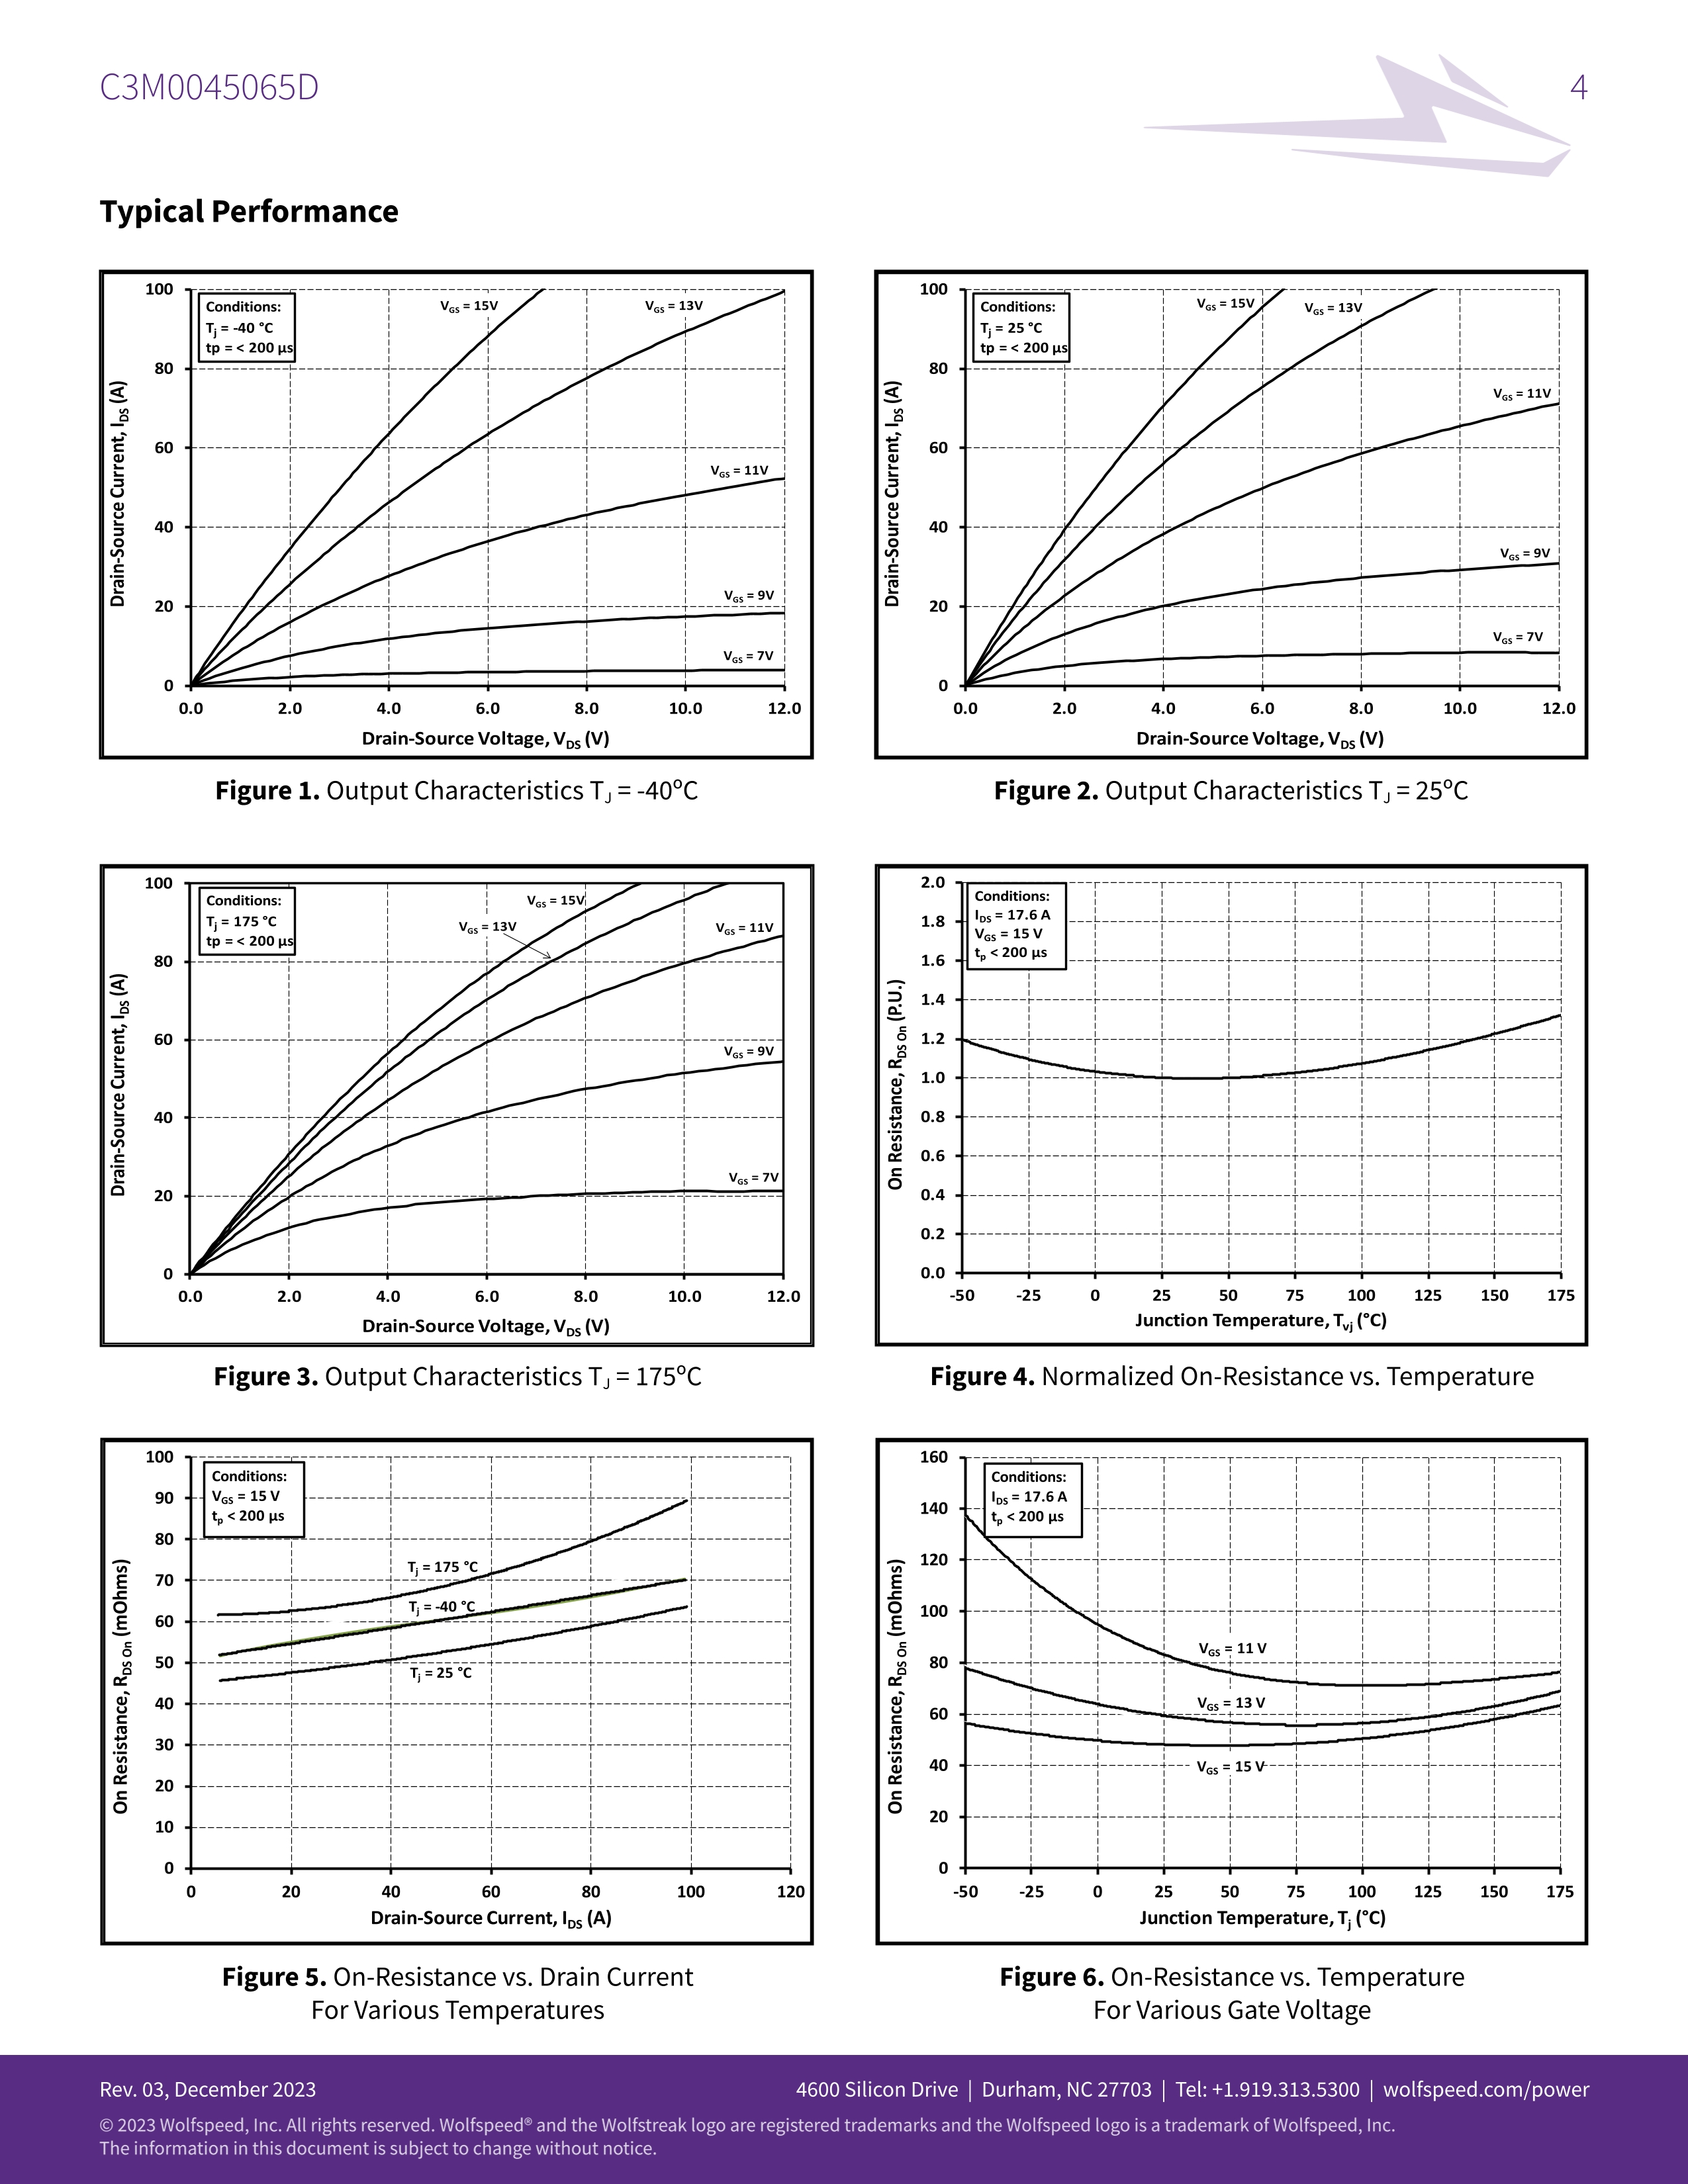 C3M0045065D
4
Typical Performance
100
80
60
40
20
0
0.0 2.0 4.0 6.0 8.0 10.0 12.0
Drain-Source Current, IDS (A)
Drain-Source Voltage, VDS (V)
Conditions:
Tj = -40 °C
tp = < 200 µs
VGS = 15V
VGS = 13V
VGS = 11V
VGS = 9V
VGS = 7V
Figure 1. Output Characteristics TJ = -40ºC
100
80
60
40
20
0
0.0 2.0 4.0 6.0 8.0 10.0 12.0
Drain-Source Current, IDS (A)
Drain-Source Voltage, VDS (V)
Conditions:
Tj = 25 °C
tp = < 200 µs
VGS = 15V
VGS = 13V
VGS = 11V
VGS = 9V
VGS = 7V
Figure 2. Output Characteristics TJ = 25ºC
100
80
60
40
20
0
0.0 2.0 4.0 6.0 8.0 10.0 12.0
Drain-Source Current, IDS (A)
Drain-Source Voltage, VDS (V)
Conditions:
Tj = 175 °C
tp = < 200 µs
VGS = 15V
VGS = 13V
VGS = 11V
VGS = 9V
VGS = 7V
Figure 3. Output Characteristics TJ = 175ºC
2.0
1.8
1.6
1.4
1.2
1.0
0.8
0.6
0.4
0.2
0.0
-50 -25 0 25 50 75 100 125 150 175
On Resistance, RDS On (P.U.)
Junction Temperature, Tvj (°C)
Conditions:
IDS = 17.6 A
VGS = 15 V
tp < 200 µs
Figure 4. Normalized On-Resistance vs. Temperature
100
90
80
70
60
50
40
30
20
10
0
0 20 40 60 80 100 120
On Resistance, RDS On (mOhms)
Drain-Source Current, IDS (A)
Conditions:
VGS = 15 V
tp < 200 µs
Tj = 175 °C
Tj = -40 °C
Tj = 25 °C
Figure 5. On-Resistance vs. Drain Current
For Various Temperatures
160
140
120
100
80
60
40
20
0
-50 -25 0 25 50 75 100 125 150 175
On Resistance, RDS On (mOhms)
Junction Temperature, Tj (°C)
Conditions:
IDS = 17.6 A
tp < 200 µs
VGS = 11 V
VGS = 13 V
VGS = 15 V
Figure 6. On-Resistance vs. Temperature
For Various Gate Voltage
Rev. 03, December 2023
4600 Silicon Drive | Durham, NC 27703 | Tel: +1.919.313.5300 | wolfspeed.com/power
© 2023 Wolfspeed, Inc. All rights reserved. Wolfspeed® and the Wolfstreak logo are registered trademarks and the Wolfspeed logo is a trademark of Wolfspeed, Inc.
The information in this document is subject to change without notice.